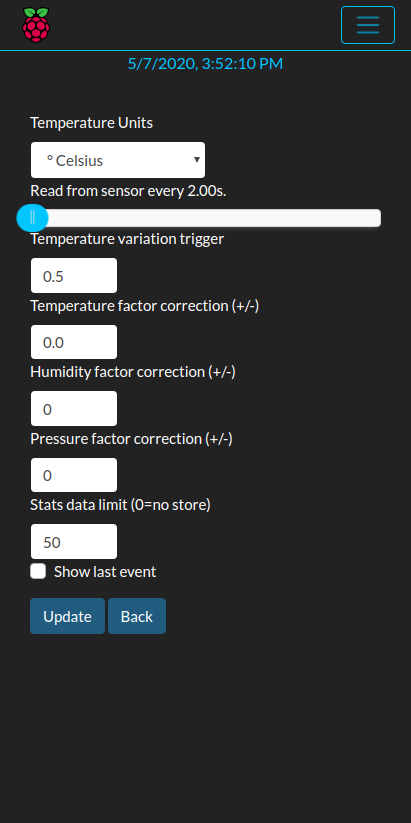 5/7/2020, 3:52:10 PM
Temperature Units
º Celsius
Read from sensor every 2.00s.
Temperature variation trigger
0.5
Temperature factor correction (+/-)
0.0
Humidity factor correction (+/-)
0
Pressure factor correction (+/-)
0
Stats data limit (0=no store)
50
Show last event
Update Back